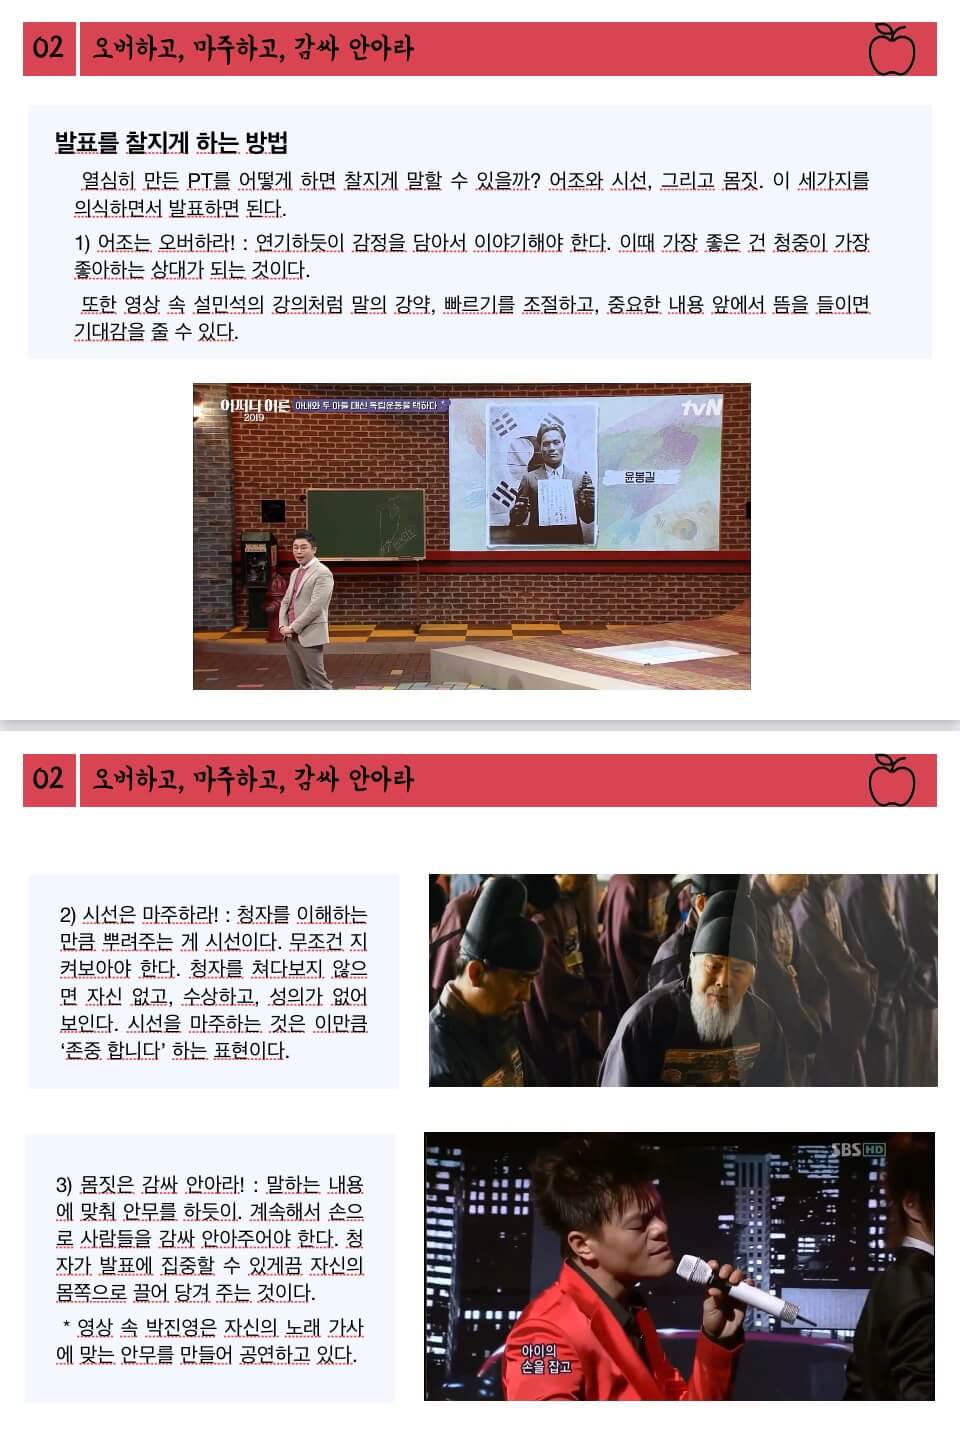 02 오버하고, 마주하고, 감싸 안아라
발표를 찰지게 하는 방법
열심히 만든 PT를 어떻게 하면 찰지게 말할 수 있을까? 어조와 시선, 그리고 몸짓. 이 세가지를
의식하면서 발표하면 된다.
1) 어조는 오버하라! : 연기하듯이 감정을 담아서 이야기해야 한다. 이때 가장 좋은 건 청중이 가장
좋아하는 상대가 되는 것이다.
또한 영상 속 설민석의 강의처럼 말의 강약, 빠르기를 조절하고, 중요한 내용 앞에서 뜸을 들이면
기대감을 줄 수 있다.
어쩌다 어른 아내와 두 아들 대신 독립운동을 택하다
2019
tvN
윤봉길
02 오버하고, 마주하고, 감싸 안아라
2) 시선은 마주하라! : 청자를 이해하는
만큼 뿌려주는 게 시선이다. 무조건 지
켜보아야 한다. 청자를 쳐다보지 않으
면 자신 없고, 수상하고, 성의가 없어
보인다. 시선을 마주하는 것은 이만큼
‘존중 합니다’ 하는 표현이다.
3) 몸짓은 감싸 안아라! : 말하는 내용
에 맞춰 안무를 하듯이. 계속해서 손으
로 사람들을 감싸 안아주어야 한다. 청
자가 발표에 집중할 수 있게끔 자신의
몸쪽으로 끌어 당겨 주는 것이다.
* 영상 속 박진영은 자신의 노래 가사
에 맞는 안무를 만들어 공연하고 있다.
SBS HD
아이의
손을 잡고